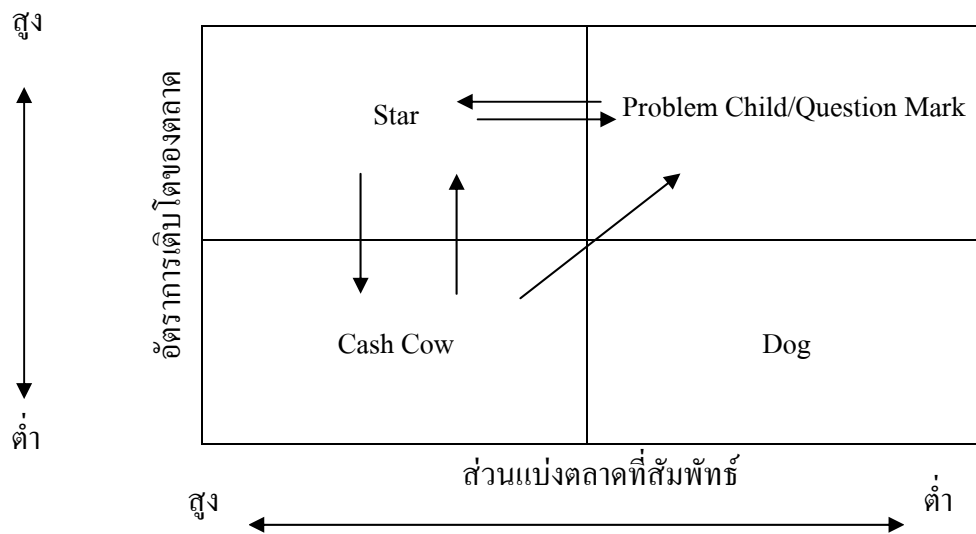 สูง
อัตราการเติบโตของตลาด
Star
Problem Child/Question Mark
Cash Cow
Dog
ต่ำ
ส่วนแบ่งตลาดที่สัมพัทธ์
สูง
ต่ำ